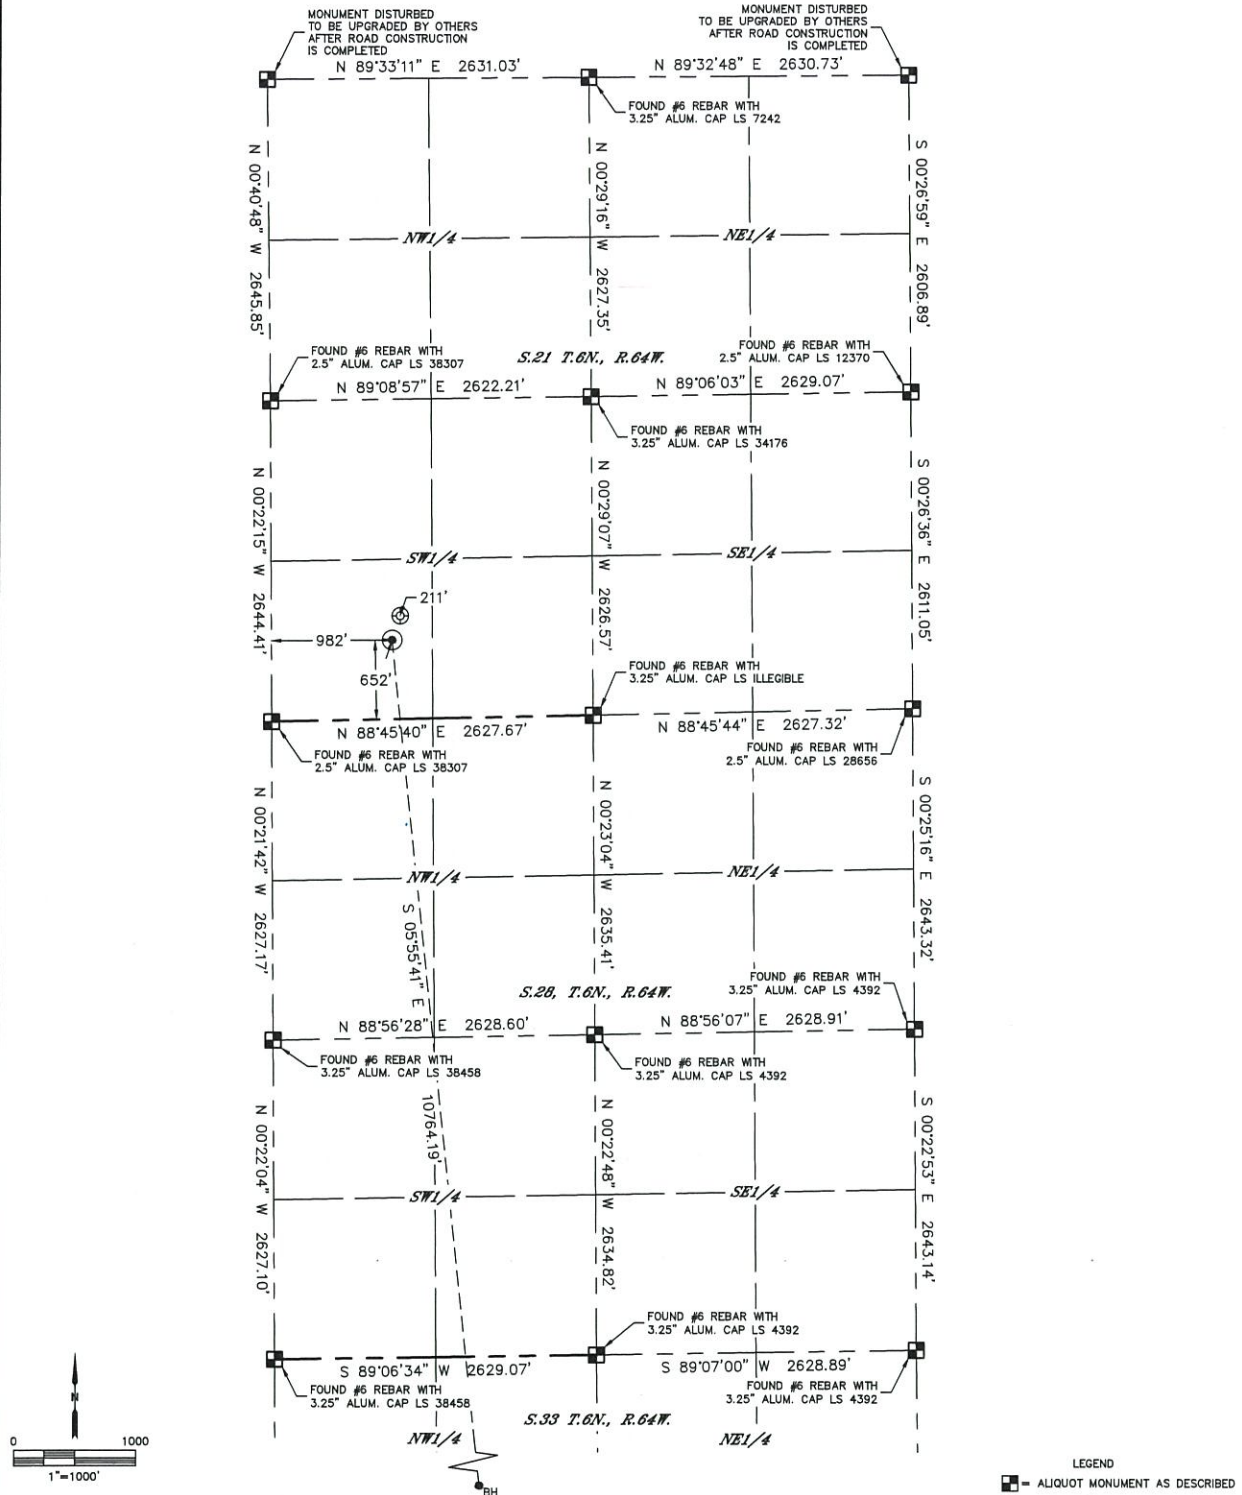 MONUMENT DISTURBED
TO BE UPGRADED BY OTHERS
AFTER ROAD CONSTRUCTION
IS COMPLETED
MONUMENT DISTURBED
TO BE UPGRADED BY OTHERS
AFTER ROAD CONSTRUCTION
IS COMPLETED
N 89°33'11" E 2631.03'
N 89°32'48" E 2630.73'
FOUND #6 REBAR WITH
3.25" ALUM. CAP LS 7242
N 00°40'48" W 2645.85'
N 00°29'16" W 2627.35'
S 00°26'59" E 2606.89'
NW1/4
NE1/4
FOUND #6 REBAR WITH
2.5" ALUM. CAP LS 38307
S.21 T.6N., R.64W.
FOUND #6 REBAR WITH
2.5" ALUM. CAP LS 12370
N 89°08'57" E 2622.21'
N 89°06'03" E 2629.07'
FOUND #6 REBAR WITH
3.25" ALUM. CAP LS 34176
N 00°22'15" W 2644.41'
N 00°29'07" W 2626.57'
S 00°26'36" E 2611.05'
SW1/4
SE1/4
211'
982'
652'
FOUND #6 REBAR WITH
3.25" ALUM. CAP LS ILLEGIBLE
N 88°45'40" E 2627.67'
N 88°45'44" E 2627.32'
FOUND #6 REBAR WITH
2.5" ALUM. CAP LS 38307
FOUND #6 REBAR WITH
2.5" ALUM. CAP LS 28656
N 00°21'42" W 2627.17'
N 00°23'04" W 2635.41'
S 00°25'16" E 2643.32'
NW1/4
NE1/4
S 05°55'41" E
S.28, T.6N., R.64W.
FOUND #6 REBAR WITH
3.25" ALUM. CAP LS 4392
N 88°56'28" E 2628.60'
N 88°56'07" E 2628.91'
FOUND #6 REBAR WITH
3.25" ALUM. CAP LS 38458
FOUND #6 REBAR WITH
3.25" ALUM. CAP LS 4392
N 00°22'04" W 2627.10'
10764.19'
N 00°22'48" W 2634.82'
S 00°22'53" E 2643.14'
SW1/4
SE1/4
FOUND #6 REBAR WITH
3.25" ALUM. CAP LS 4392
S 89°06'34" W 2629.07'
S 89°07'00" W 2628.89'
FOUND #6 REBAR WITH
3.25" ALUM. CAP LS 38458
FOUND #6 REBAR WITH
3.25" ALUM. CAP LS 4392
S.33 T.6N., R.64W.
NW1/4
NE1/4
BH
N
0 1000
1"=1000'
LEGEND
= ALIQUOT MONUMENT AS DESCRIBED